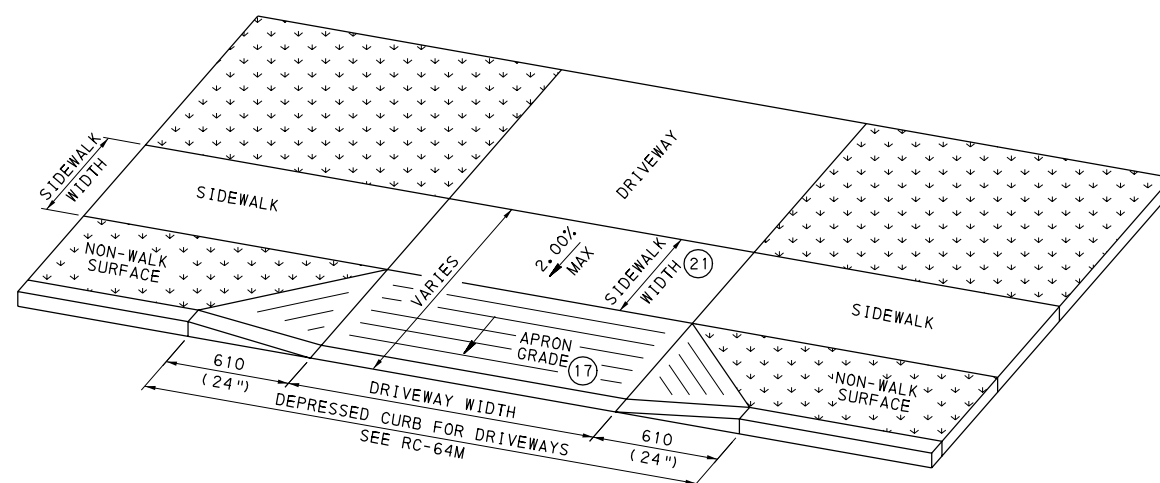 DRIVEWAY
SIDEWALK
WIDTH
SIDEWALK
NON-WALK
SURFACE
VARIES
2.00%
MAX
SIDEWALK
WIDTH 21
SIDEWALK
APRON
GRADE 17
NON-WALK
SURFACE
610
(24")
DRIVEWAY WIDTH
DEPRESSED CURB FOR DRIVEWAYS
SEE RC-64M
610
(24")